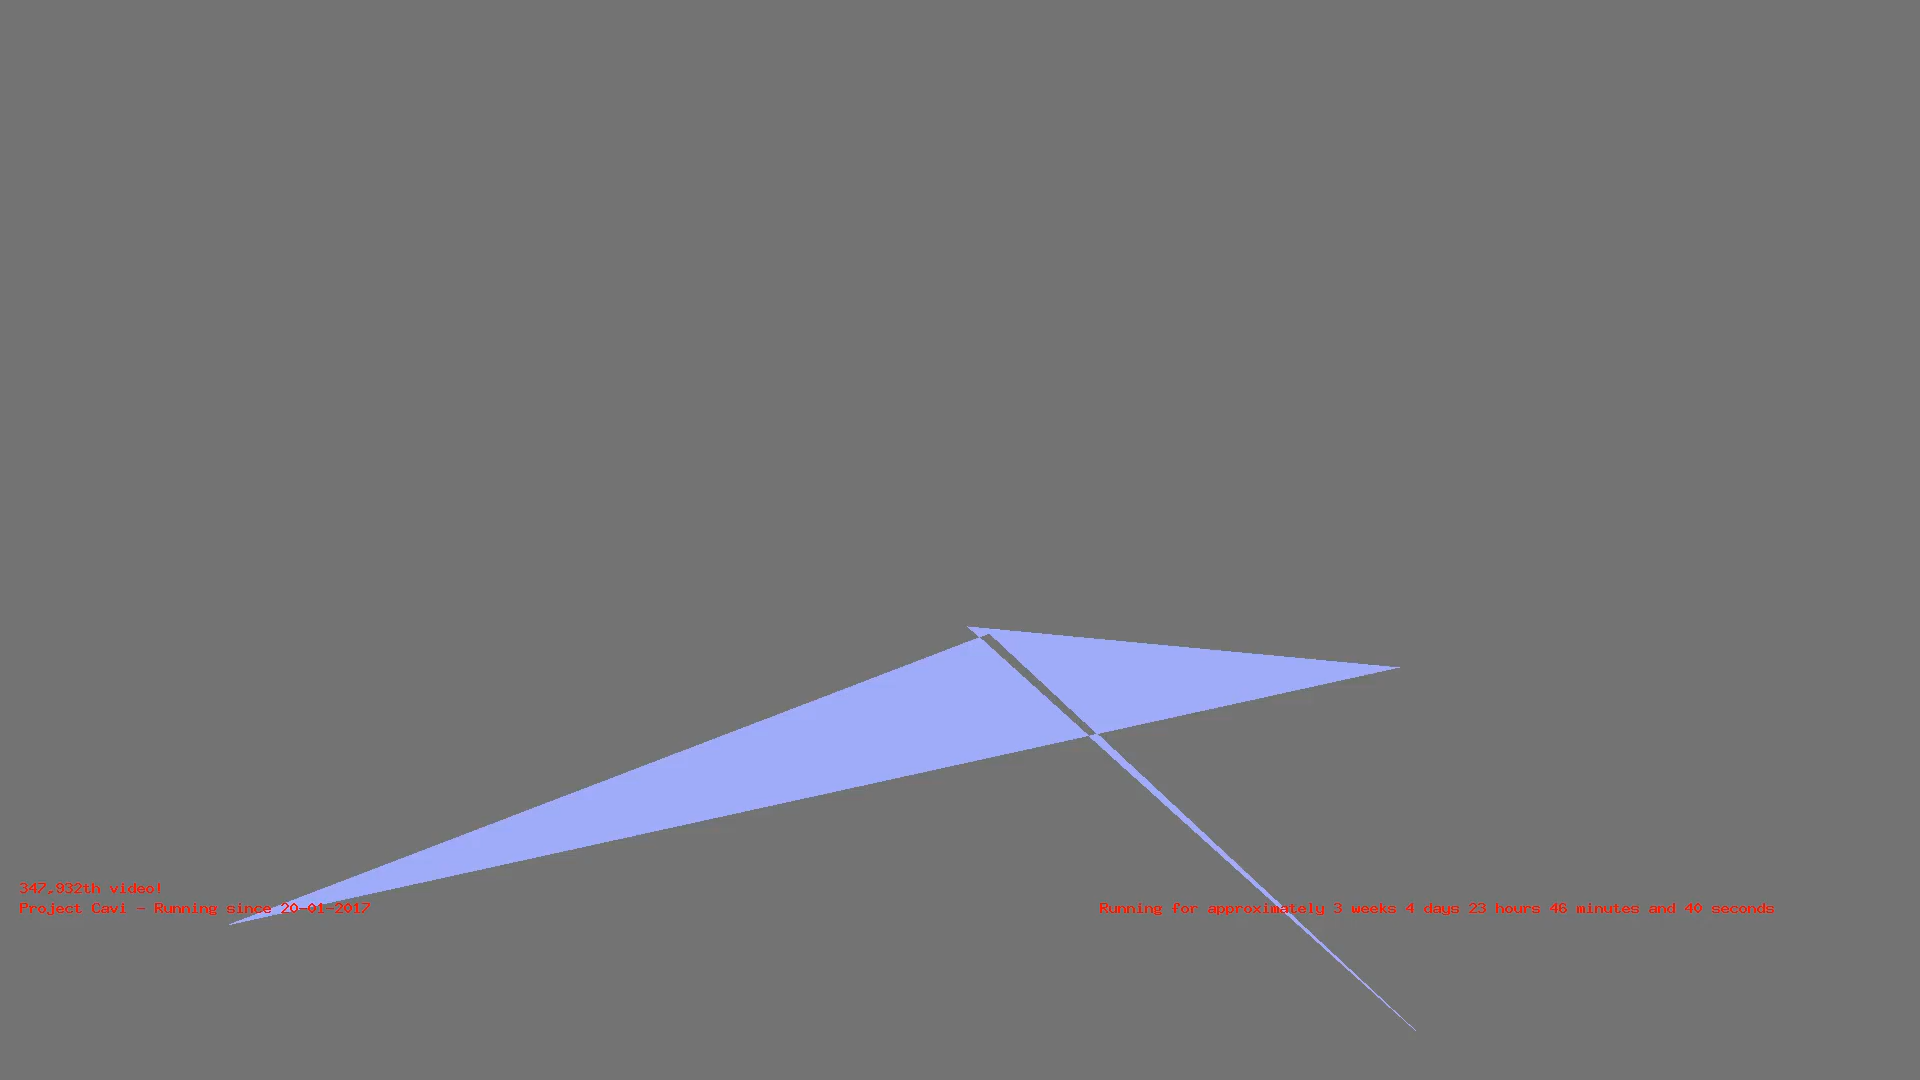 347,932th video!
Project Cavi - Running since 20-01-2017
Running for approximately 3 weeks 4 days 23 hours 46 minutes and 40 seconds